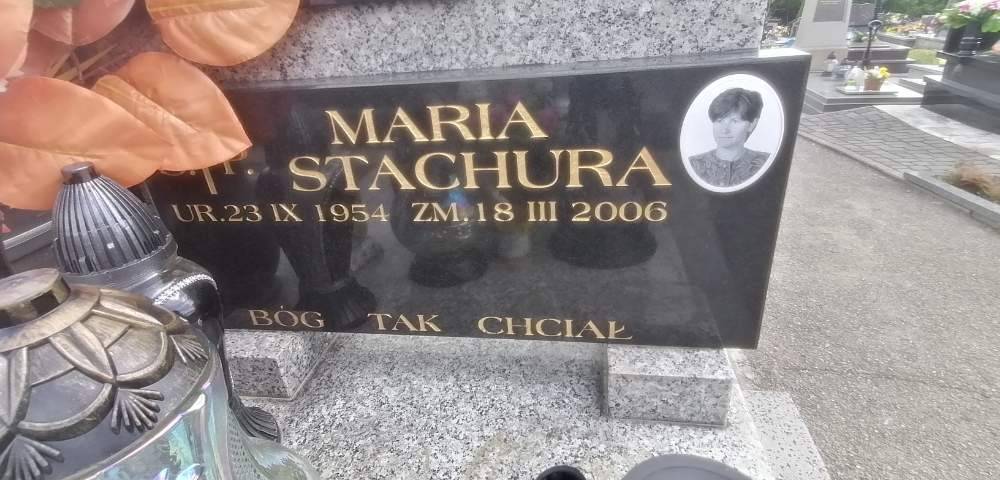 MARIA
Ś.P. STACHURA
UR.23 IX 1954 ZM.18 III 2006
BÓG TAK CHCIAŁ